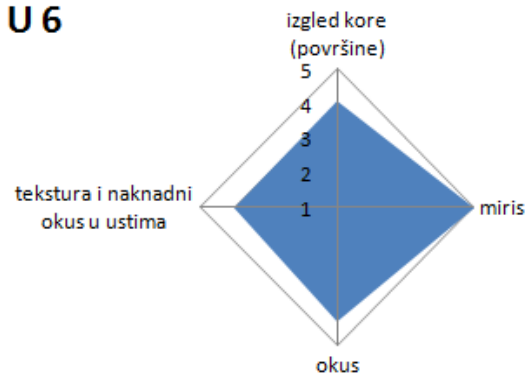 U 6
izgled kore
(površine)
5
4
3
2
1
tekstura i naknadni
okus u ustima
miris
okus